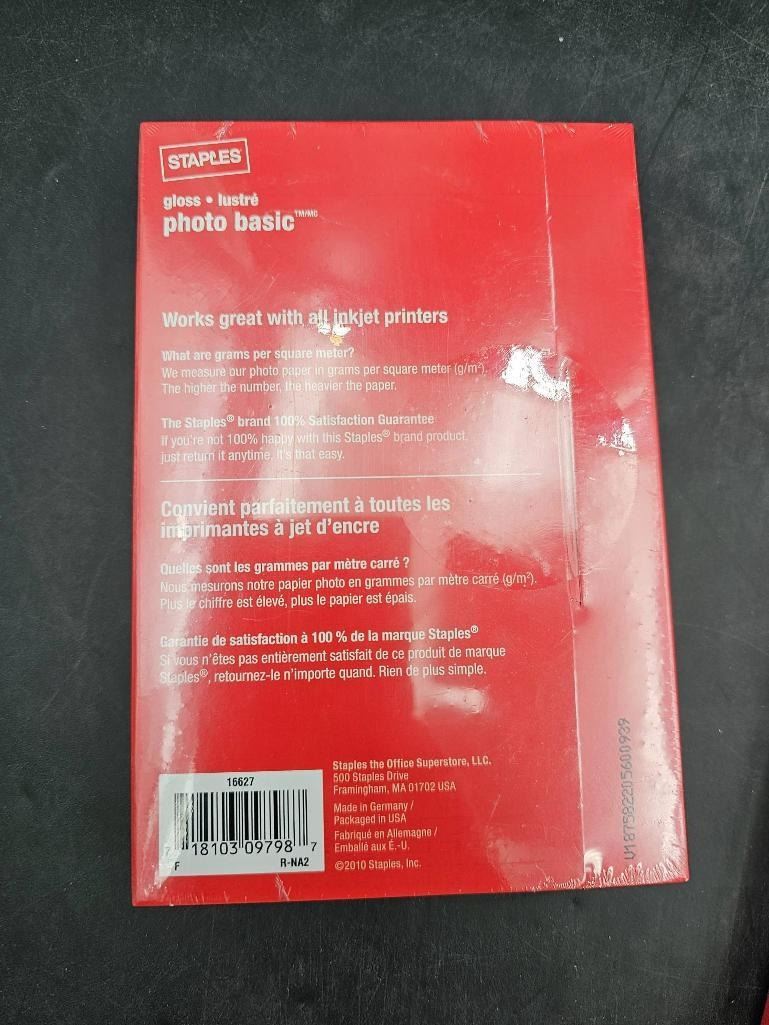 STAPLES
gloss • lustré
photo basic™/MC
Works great with all inkjet printers
What are grams per square meter?
We measure our photo paper in grams per square meter (g/m²).
The higher the number, the heavier the paper.
The Staples® brand 100% Satisfaction Guarantee
If you're not 100% happy with this Staples® brand product,
just return it anytime. It's that easy.
Convient parfaitement à toutes les
imprimantes à jet d'encre
Quelles sont les grammes par mètre carré ?
Nous mesurons notre papier photo en grammes par mètre carré (g/m²).
Plus le chiffre est élevé, plus le papier est épais.
Garantie de satisfaction à 100 % de la marque Staples®
Si vous n'êtes pas entièrement satisfait de ce produit de marque
Staples®, retournez-le n'importe quand. Rien de plus simple.
16627
7 18103 09798 7
F R-NA2
Staples the Office Superstore, LLC.
500 Staples Drive
Framingham, MA 01702 USA
Made in Germany /
Packaged in USA
Fabriqué en Allemagne /
Emballé aux É.-U.
©2010 Staples, Inc.
V187582205600939